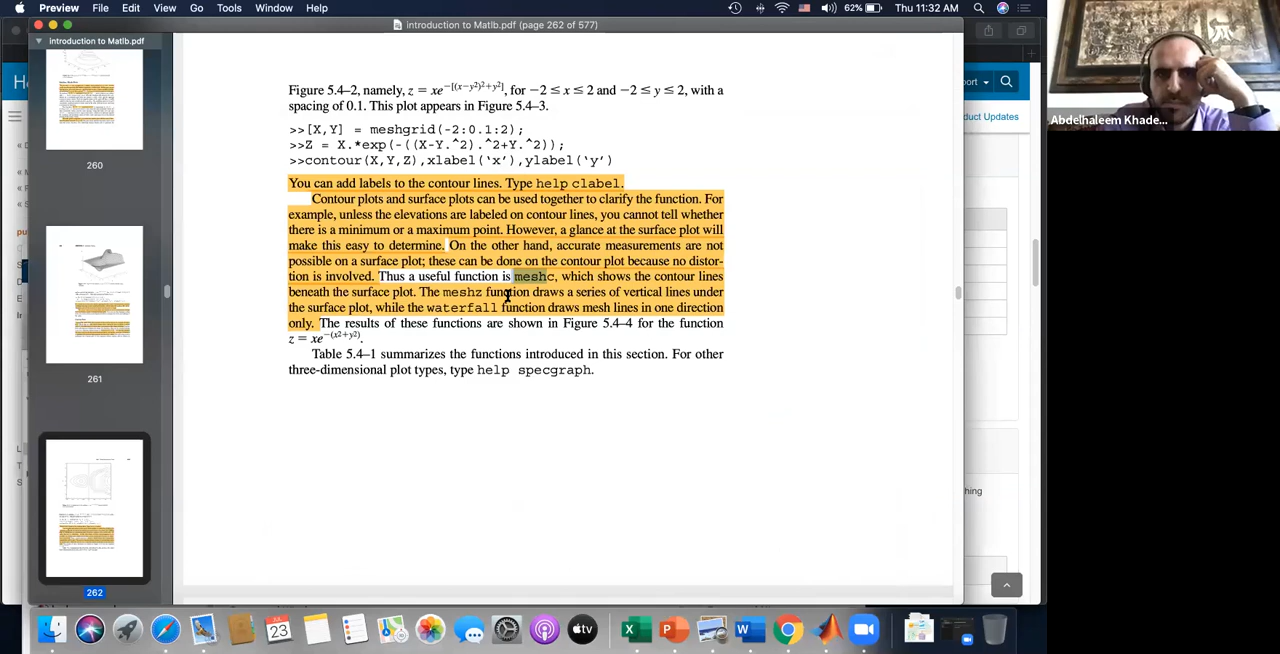 Preview File Edit View Go Tools Window Help
62% Thu 11:32 AM
introduction to Matlb.pdf (page 262 of 577)
introduction to Matlb.pdf
260
261
262
Figure 5.4–2, namely, z = xe−[(x−y2)2+y2], for −2 ≤ x ≤ 2 and −2 ≤ y ≤ 2, with a
spacing of 0.1. This plot appears in Figure 5.4–3.
>>[X,Y] = meshgrid(-2:0.1:2);
>>Z = X.*exp(-((X-Y.^2).^2+Y.^2));
>>contour(X,Y,Z),xlabel(‘x’),ylabel(‘y’)
You can add labels to the contour lines. Type help clabel.
Contour plots and surface plots can be used together to clarify the function. For
example, unless the elevations are labeled on contour lines, you cannot tell whether
there is a minimum or a maximum point. However, a glance at the surface plot will
make this easy to determine. On the other hand, accurate measurements are not
possible on a surface plot; these can be done on the contour plot because no distor-
tion is involved. Thus a useful function is meshc, which shows the contour lines
beneath the surface plot. The meshz function draws a series of vertical lines under
the surface plot, while the waterfall function draws mesh lines in one direction
only. The results of these functions are shown in Figure 5.4–4 for the function
z = xe−(x2+y2).
Table 5.4–1 summarizes the functions introduced in this section. For other
three-dimensional plot types, type help specgraph.
port
duct Updates
hing
Abdelhaleem Khade...
23
tv